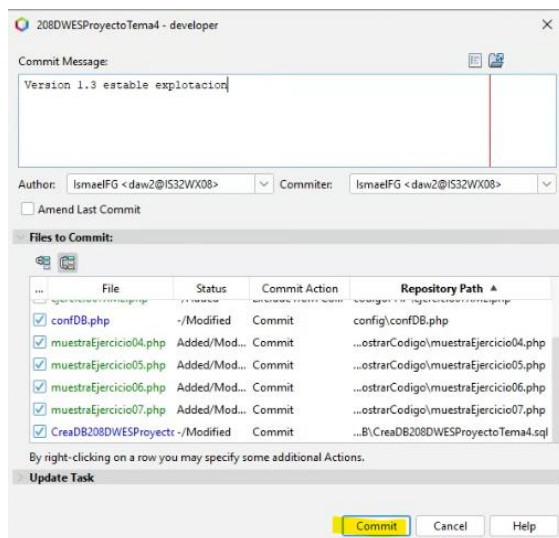 208DWESProyectoTema4 - developer
Commit Message:
Version 1.3 estable explotacion
Author: IsmaelFG <daw2@IS32WX08> Commiter: IsmaelFG <daw2@IS32WX08>
Amend Last Commit
Files to Commit:
... File Status Commit Action Repository Path
confDB.php -/Modified Commit config\confDB.php
muestraEjercicio04.php Added/Mod... Commit ...ostrarCodigo\muestraEjercicio04.php
muestraEjercicio05.php Added/Mod... Commit ...ostrarCodigo\muestraEjercicio05.php
muestraEjercicio06.php Added/Mod... Commit ...ostrarCodigo\muestraEjercicio06.php
muestraEjercicio07.php Added/Mod... Commit ...ostrarCodigo\muestraEjercicio07.php
CreaDB208DWESProyect -/Modified Commit ...B\CreaDB208DWESProyectoTema4.sql
By right-clicking on a row you may specify some additional Actions.
Update Task
Commit Cancel Help